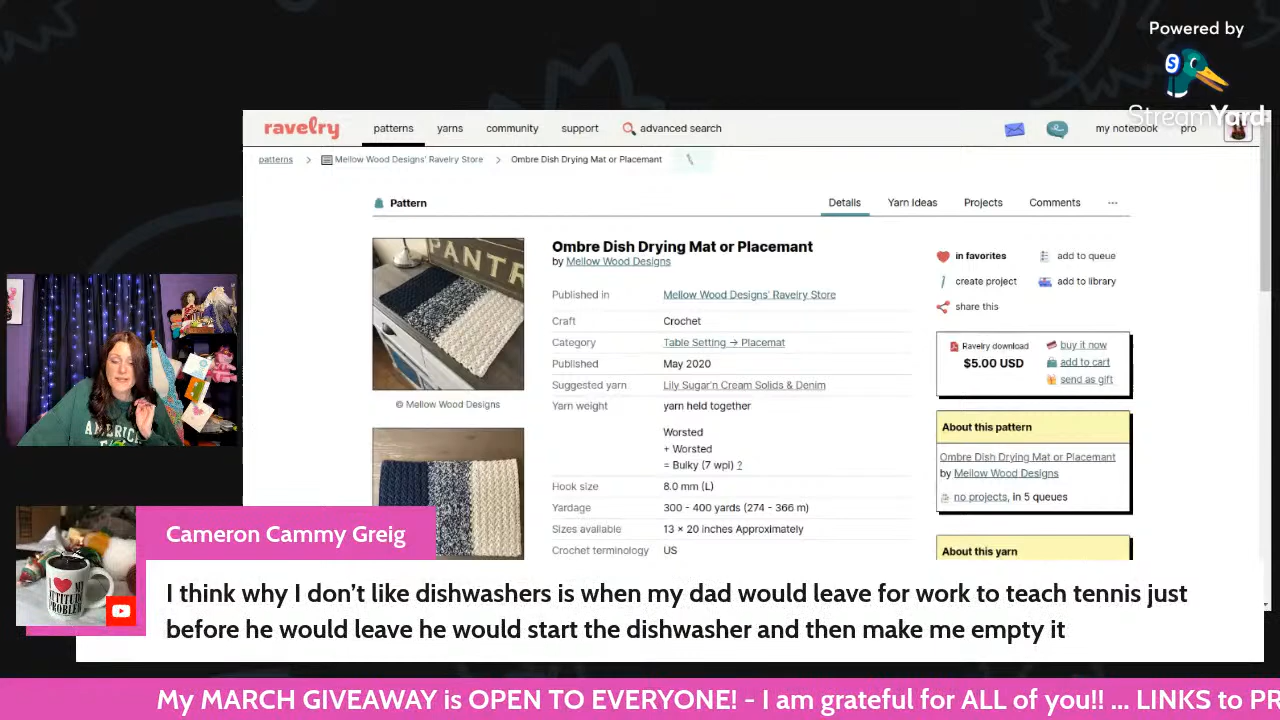 Powered by
StreamYard
ravelry
patterns
yarns
community
support
advanced search
my notebook
pro
patterns > Mellow Wood Designs' Ravelry Store > Ombre Dish Drying Mat or Placemant
Pattern
Details
Yarn Ideas
Projects
Comments
...
PANTR
© Mellow Wood Designs
Ombre Dish Drying Mat or Placemant
by Mellow Wood Designs
Published in Mellow Wood Designs' Ravelry Store
Craft Crochet
Category Table Setting → Placemat
Published May 2020
Suggested yarn Lily Sugar'n Cream Solids & Denim
Yarn weight yarn held together
Worsted
+ Worsted
= Bulky (7 wpi) ?
Hook size 8.0 mm (L)
Yardage 300 - 400 yards (274 - 366 m)
Sizes available 13 x 20 inches Approximately
Crochet terminology US
in favorites
add to queue
create project
add to library
share this
Ravelry download
$5.00 USD
buy it now
add to cart
send as gift
About this pattern
Ombre Dish Drying Mat or Placemant
by Mellow Wood Designs
no projects, in 5 queues
About this yarn
AMERICA
I MY
ATTITUDE
PROBLEM
Cameron Cammy Greig
I think why I don’t like dishwashers is when my dad would leave for work to teach tennis just
before he would leave he would start the dishwasher and then make me empty it
My MARCH GIVEAWAY is OPEN TO EVERYONE! - I am grateful for ALL of you!! ... LINKS to PR